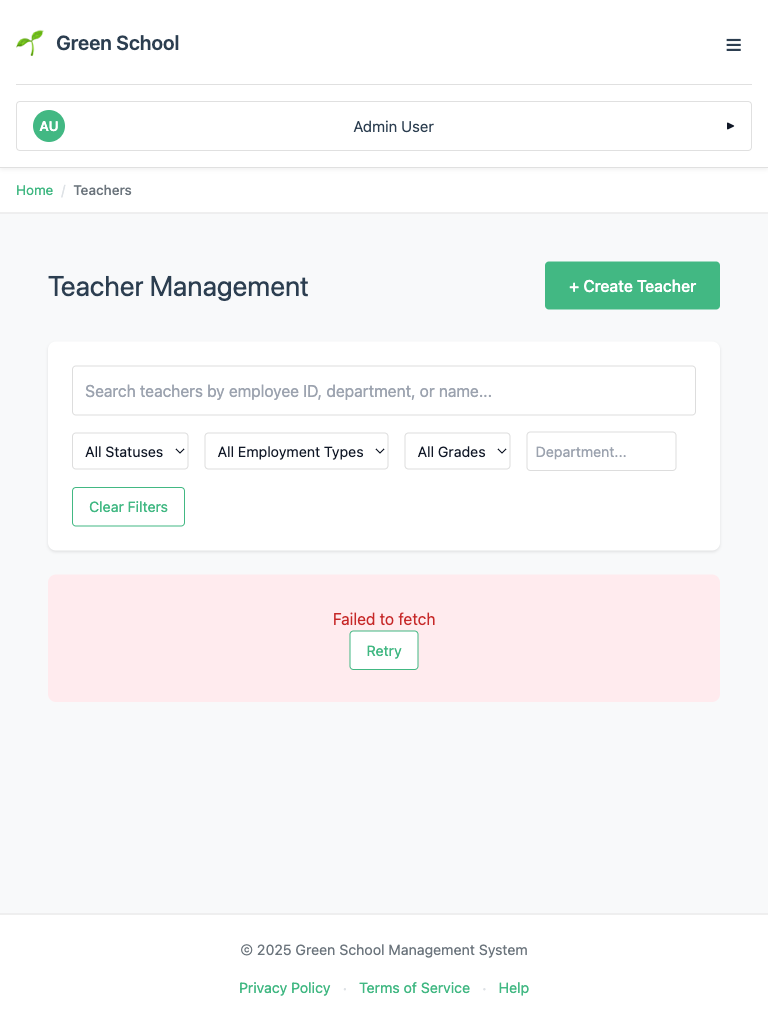 Green School
AU
Admin User
Home / Teachers
Teacher Management
+ Create Teacher
Search teachers by employee ID, department, or name...
All Statuses
All Employment Types
All Grades
Department...
Clear Filters
Failed to fetch
Retry
© 2025 Green School Management System
Privacy Policy · Terms of Service · Help